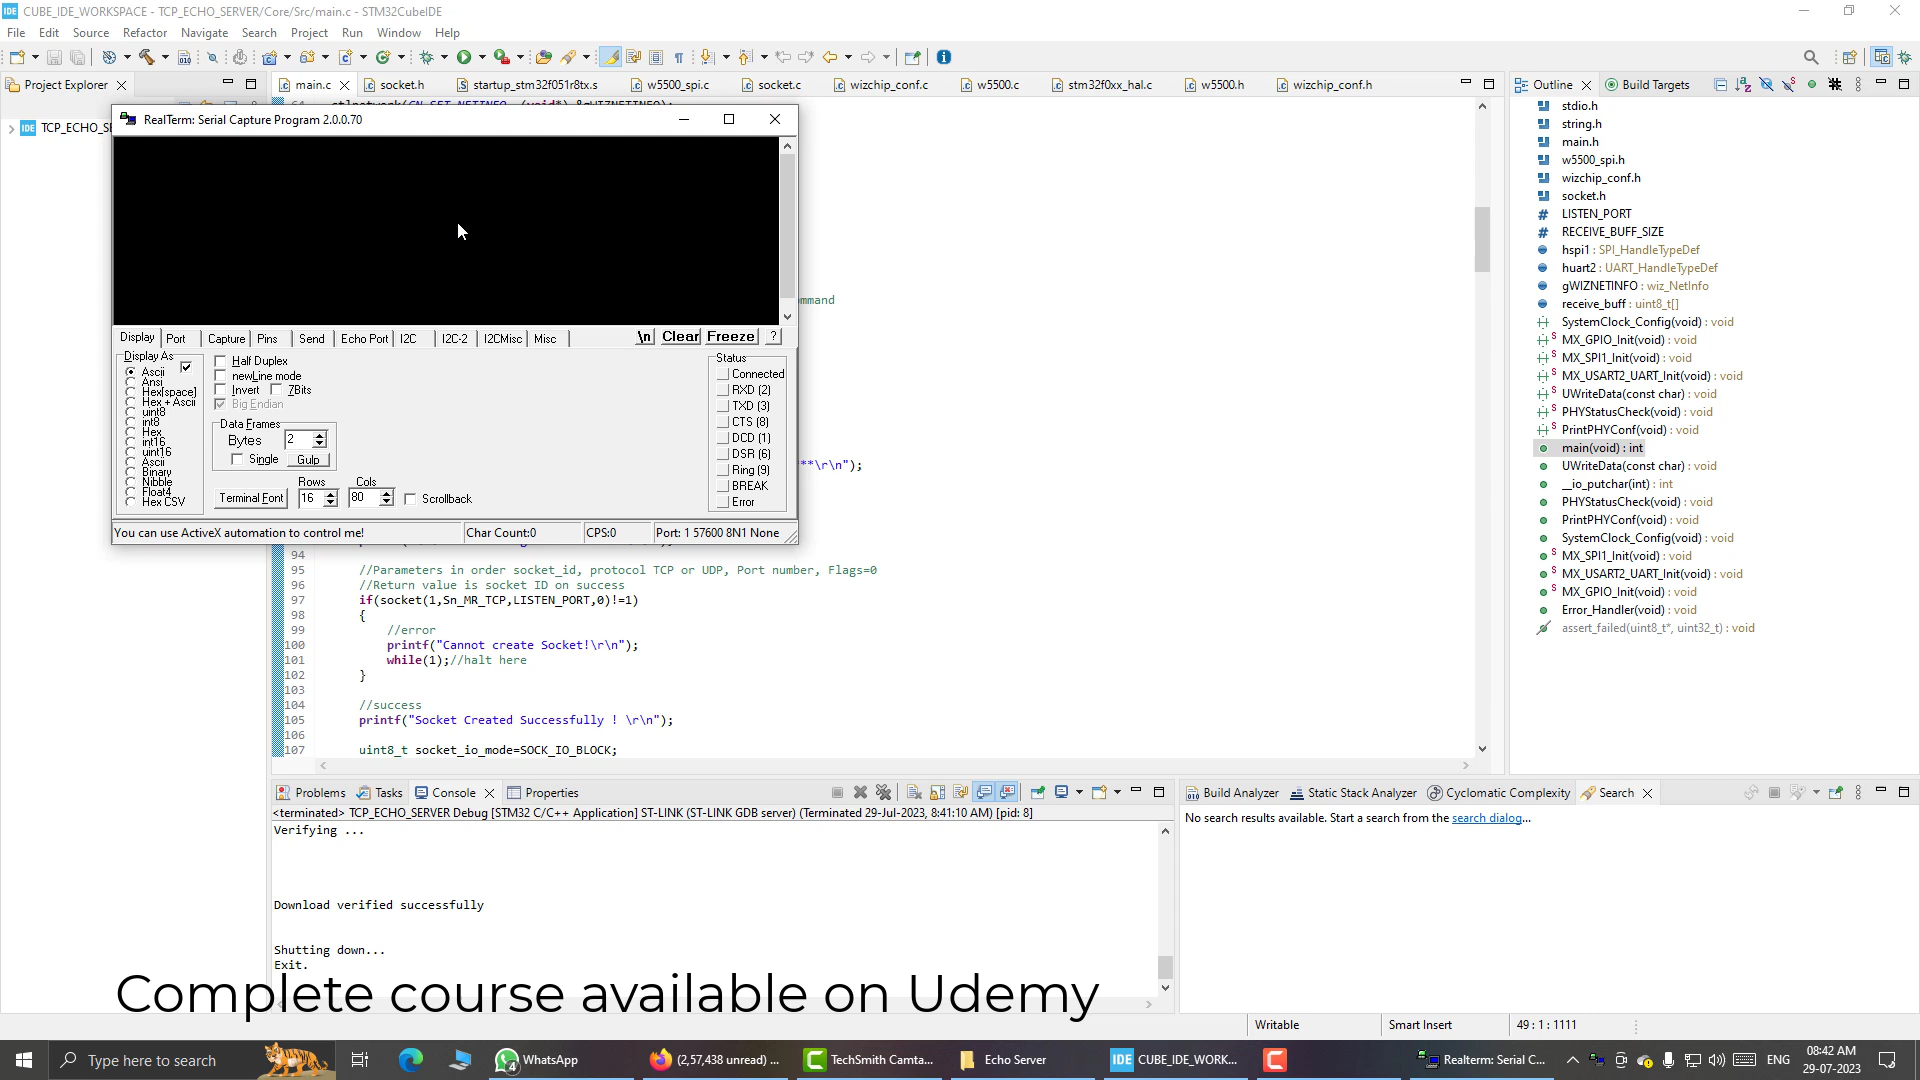 CUBE_IDE_WORKSPACE - TCP_ECHO_SERVER/Core/Src/main.c - STM32CubeIDE
File Edit Source Refactor Navigate Search Project Run Window Help
Project Explorer
main.c socket.h startup_stm32f051r8tx.s w5500_spi.c socket.c wizchip_conf.c w5500.c stm32f0xx_hal.c w5500.h wizchip_conf.h
Outline Build Targets
RealTerm: Serial Capture Program 2.0.0.70
Display Port Capture Pins Send Echo Port I2C I2C-2 I2CMisc Misc \n Clear Freeze ?
Display As
Ascii
Ansi
Hex[space]
Hex + Ascii
uint8
int8
Hex
int16
uint16
Ascii
Binary
Nibble
Float4
Hex CSV
Half Duplex
newLine mode
Invert 7Bits
Big Endian
Data Frames
Bytes 2
Single Gulp
Rows Cols
Terminal Font 16 80 Scrollback
Status
Connected
RXD (2)
TXD (3)
CTS (8)
DCD (1)
DSR (6)
Ring (9)
BREAK
Error
You can use ActiveX automation to control me! Char Count:0 CPS:0 Port: 1 57600 8N1 None
mmand
**\r\n");
94
95 //Parameters in order socket_id, protocol TCP or UDP, Port number, Flags=0
96 //Return value is socket ID on success
97 if(socket(1,Sn_MR_TCP,LISTEN_PORT,0)!=1)
98 {
99 //error
100 printf("Cannot create Socket!\r\n");
101 while(1);//halt here
102 }
103
104 //success
105 printf("Socket Created Successfully ! \r\n");
106
107 uint8_t socket_io_mode=SOCK_IO_BLOCK;
stdio.h
string.h
main.h
w5500_spi.h
wizchip_conf.h
socket.h
LISTEN_PORT
RECEIVE_BUFF_SIZE
hspi1 : SPI_HandleTypeDef
huart2 : UART_HandleTypeDef
gWIZNETINFO : wiz_NetInfo
receive_buff : uint8_t[]
SystemClock_Config(void) : void
MX_GPIO_Init(void) : void
MX_SPI1_Init(void) : void
MX_USART2_UART_Init(void) : void
UWriteData(const char) : void
PHYStatusCheck(void) : void
PrintPHYConf(void) : void
main(void) : int
UWriteData(const char) : void
__io_putchar(int) : int
PHYStatusCheck(void) : void
PrintPHYConf(void) : void
SystemClock_Config(void) : void
MX_SPI1_Init(void) : void
MX_USART2_UART_Init(void) : void
MX_GPIO_Init(void) : void
Error_Handler(void) : void
assert_failed(uint8_t*, uint32_t) : void
Problems Tasks Console Properties
<terminated> TCP_ECHO_SERVER Debug [STM32 C/C++ Application] ST-LINK (ST-LINK GDB server) (Terminated 29-Jul-2023, 8:41:10 AM) [pid: 8]
Verifying ...
Download verified successfully
Shutting down...
Exit.
Build Analyzer Static Stack Analyzer Cyclomatic Complexity Search
No search results available. Start a search from the search dialog...
Complete course available on Udemy
Writable Smart Insert 49 : 1 : 1111
Type here to search
WhatsApp (2,57,438 unread) ... TechSmith Camta... Echo Server CUBE_IDE_WORK... Realterm: Serial C... ENG 08:42 AM
29-07-2023